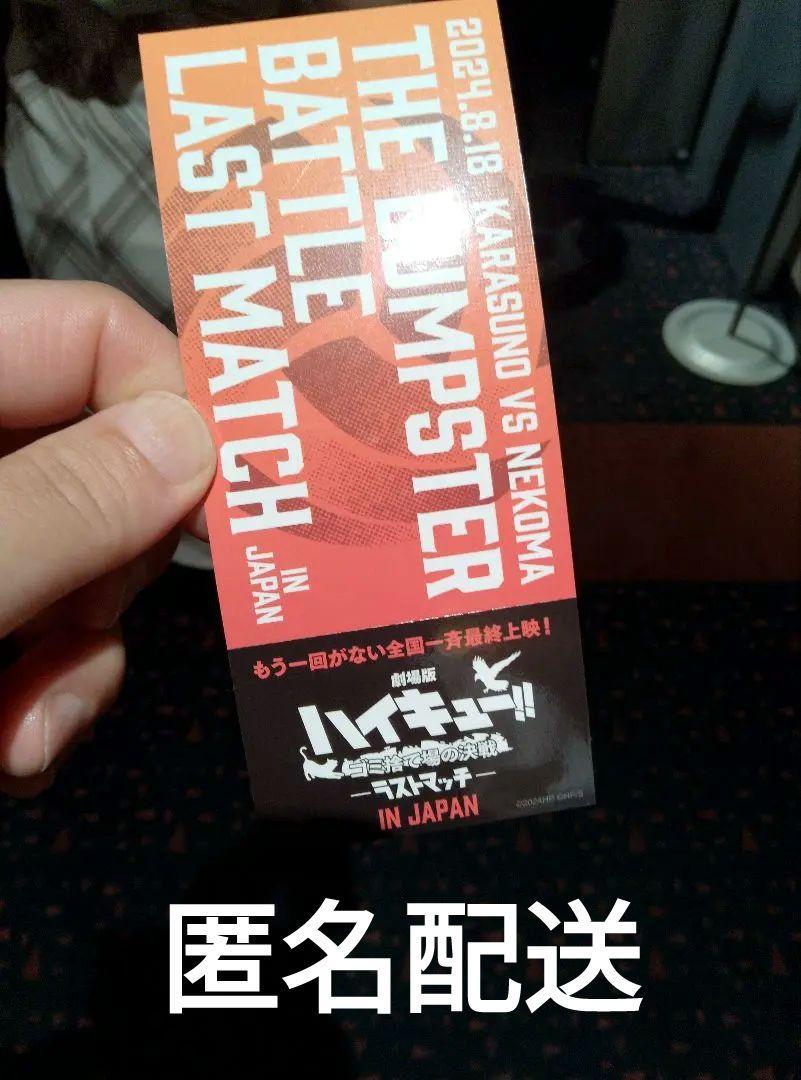 2024.8.18 KARASUNO VS NEKOMA
THE DUMPSTER
BATTLE
LAST MATCH
IN
JAPAN
もう一回がない全国一斉最終上映!
劇場版
ハイキュー!!
ゴミ捨て場の決戦
ーラストマッチー
IN JAPAN
©2024HP ©HF/S
匿名配送